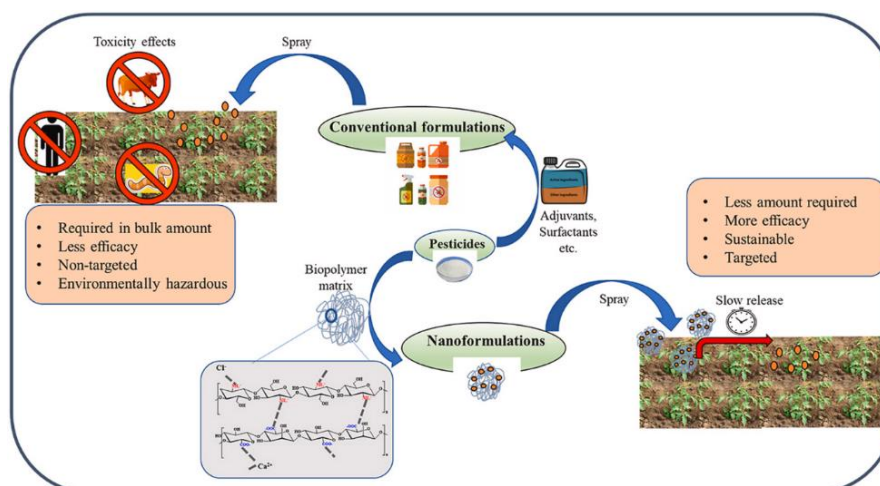 Toxicity effects
Spray
Conventional formulations
• Required in bulk amount
• Less efficacy
• Non-targeted
• Environmentally hazardous
Adjuvants,
Surfactants
etc.
Pesticides
• Less amount required
• More efficacy
• Sustainable
• Targeted
Biopolymer
matrix
Spray
Slow release
Nanoformulations
Cl⁻
Ca²⁺